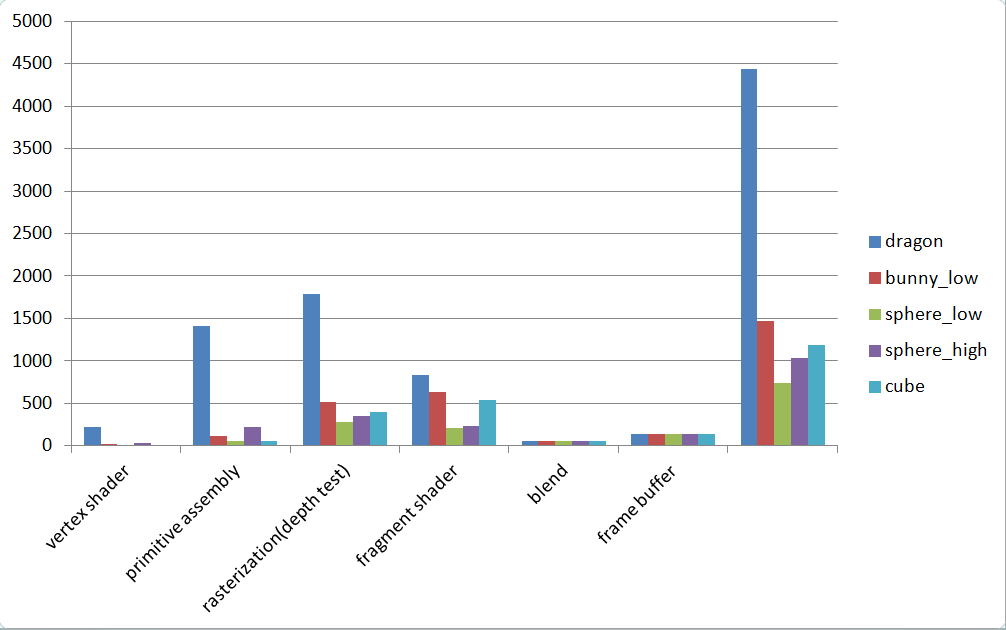 5000
4500
4000
3500
3000
2500
2000
1500
1000
500
0
vertex shader
primitive assembly
rasterization(depth test)
fragment shader
blend
frame buffer
dragon
bunny_low
sphere_low
sphere_high
cube